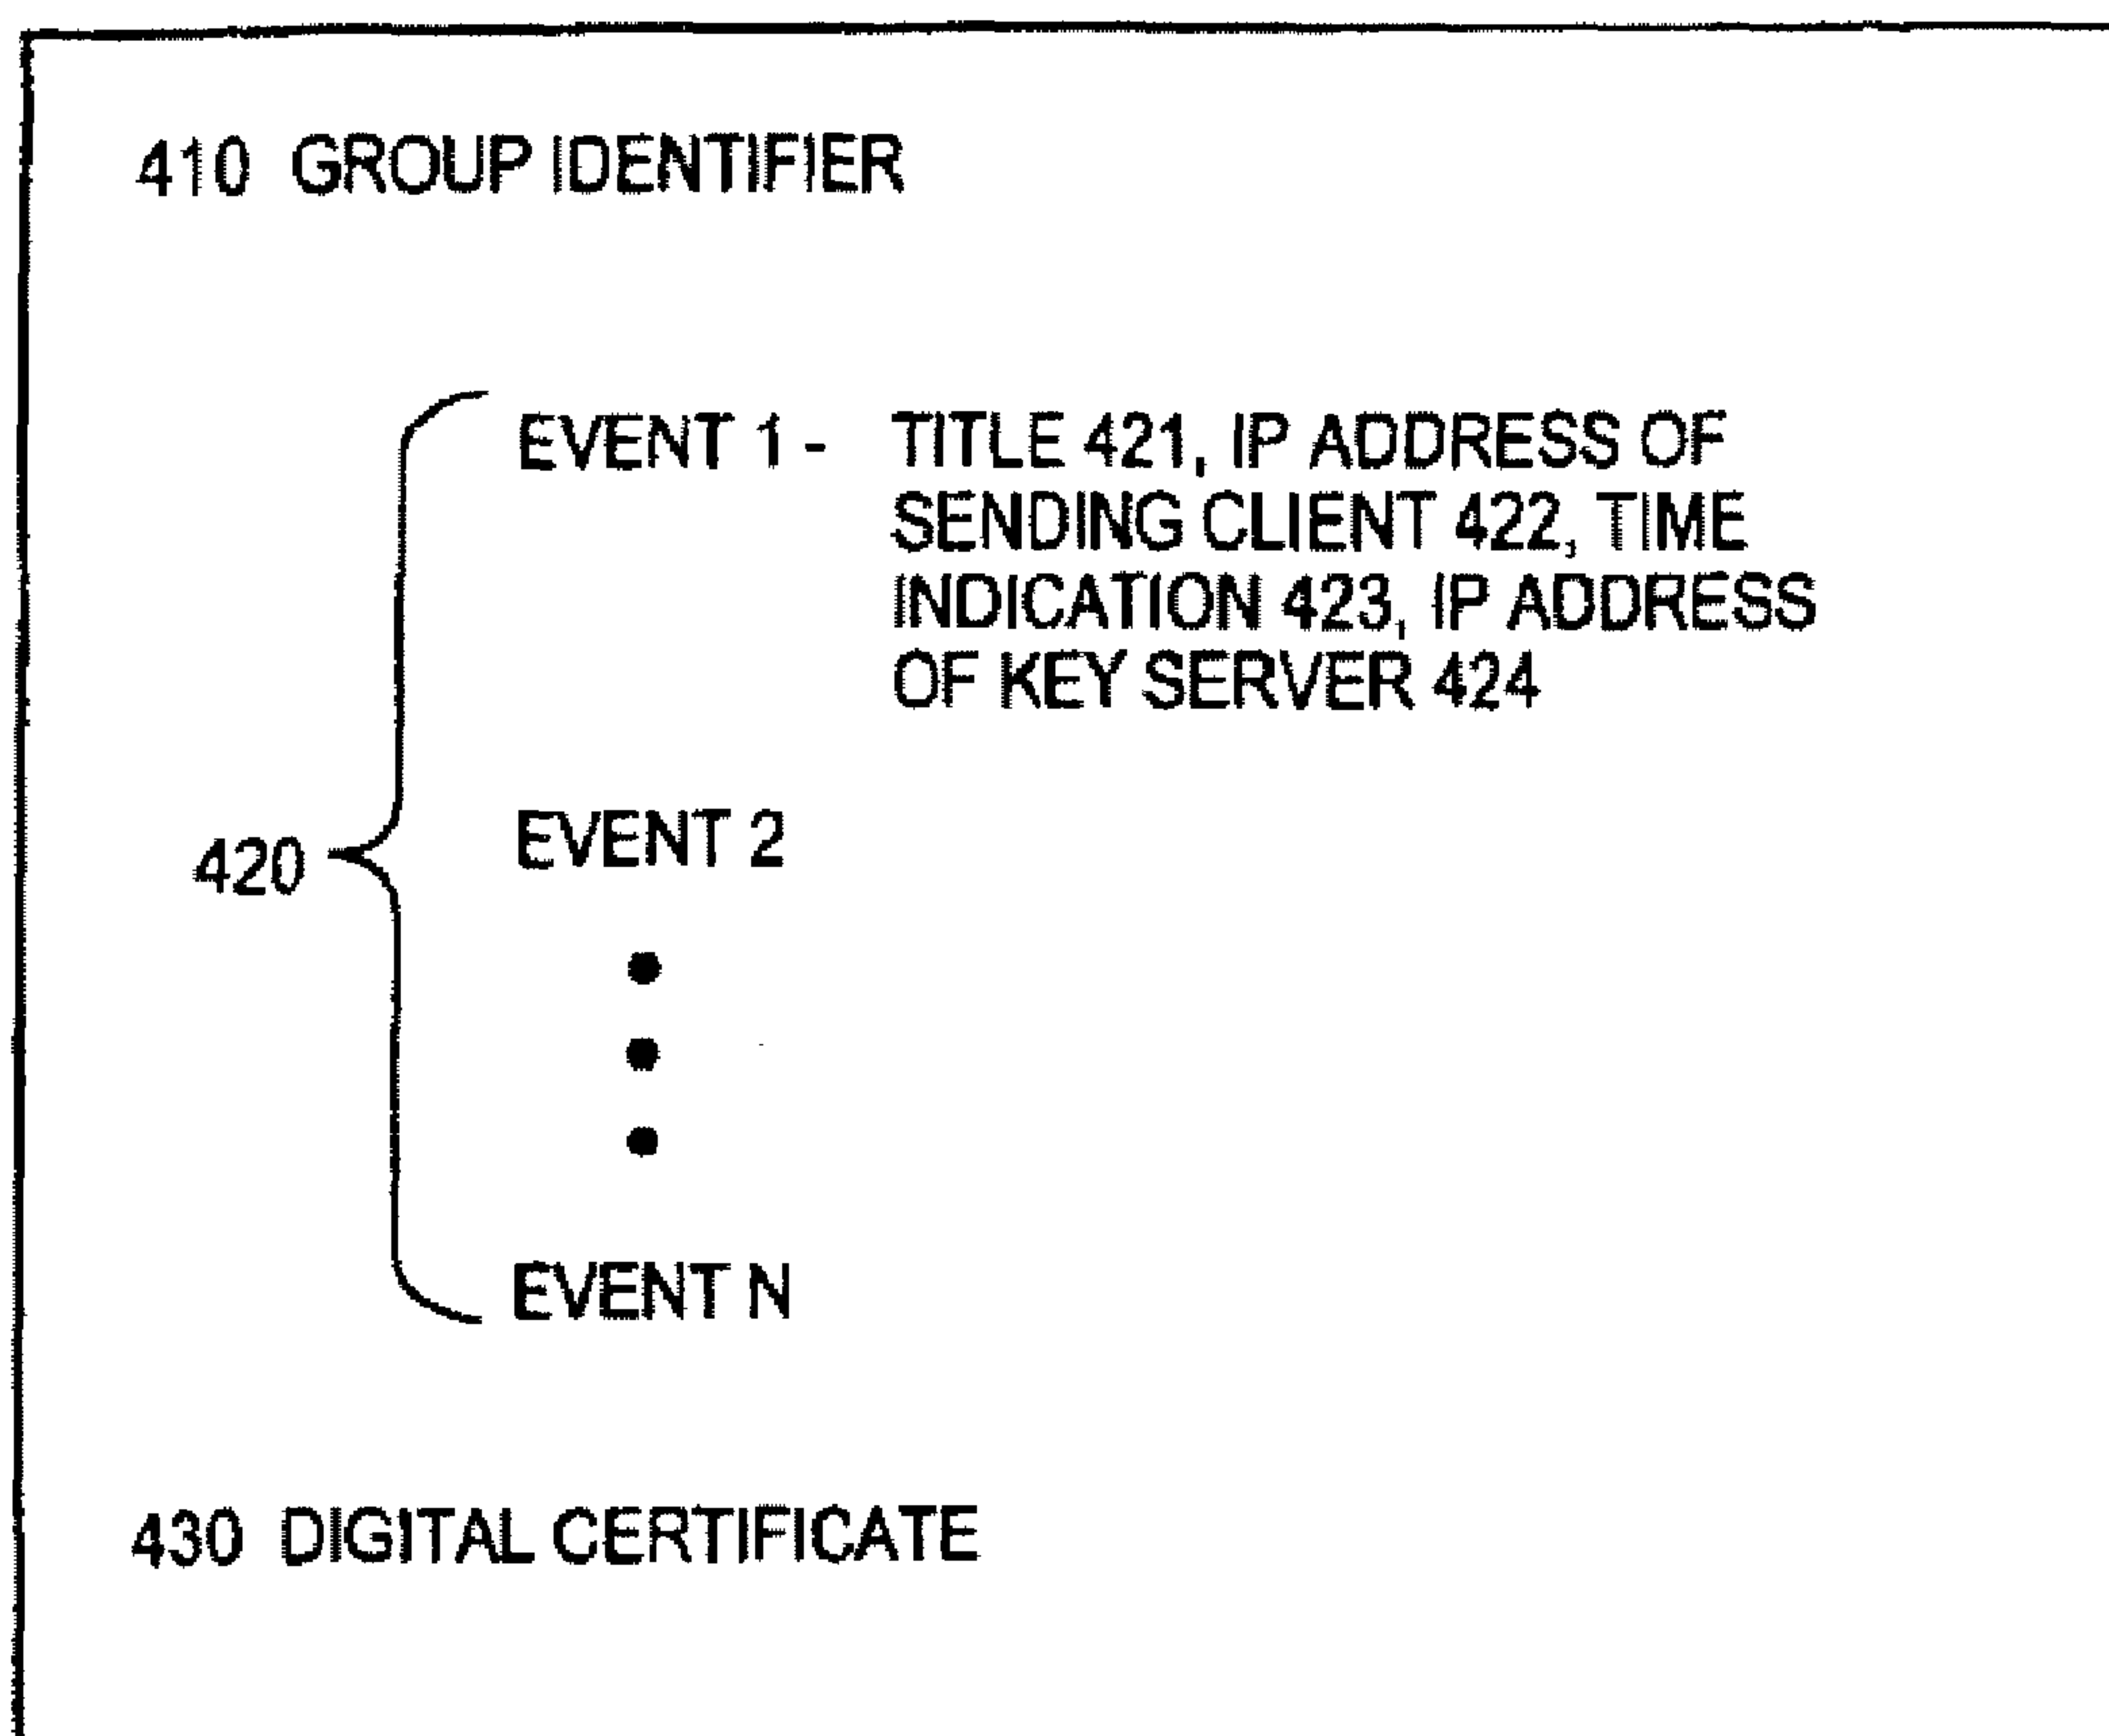 410 GROUP IDENTIFIER
EVENT 1 - TITLE 421, IP ADDRESS OF
SENDING CLIENT 422, TIME
INDICATION 423, IP ADDRESS
OF KEY SERVER 424
420
EVENT 2
EVENT N
430 DIGITAL CERTIFICATE